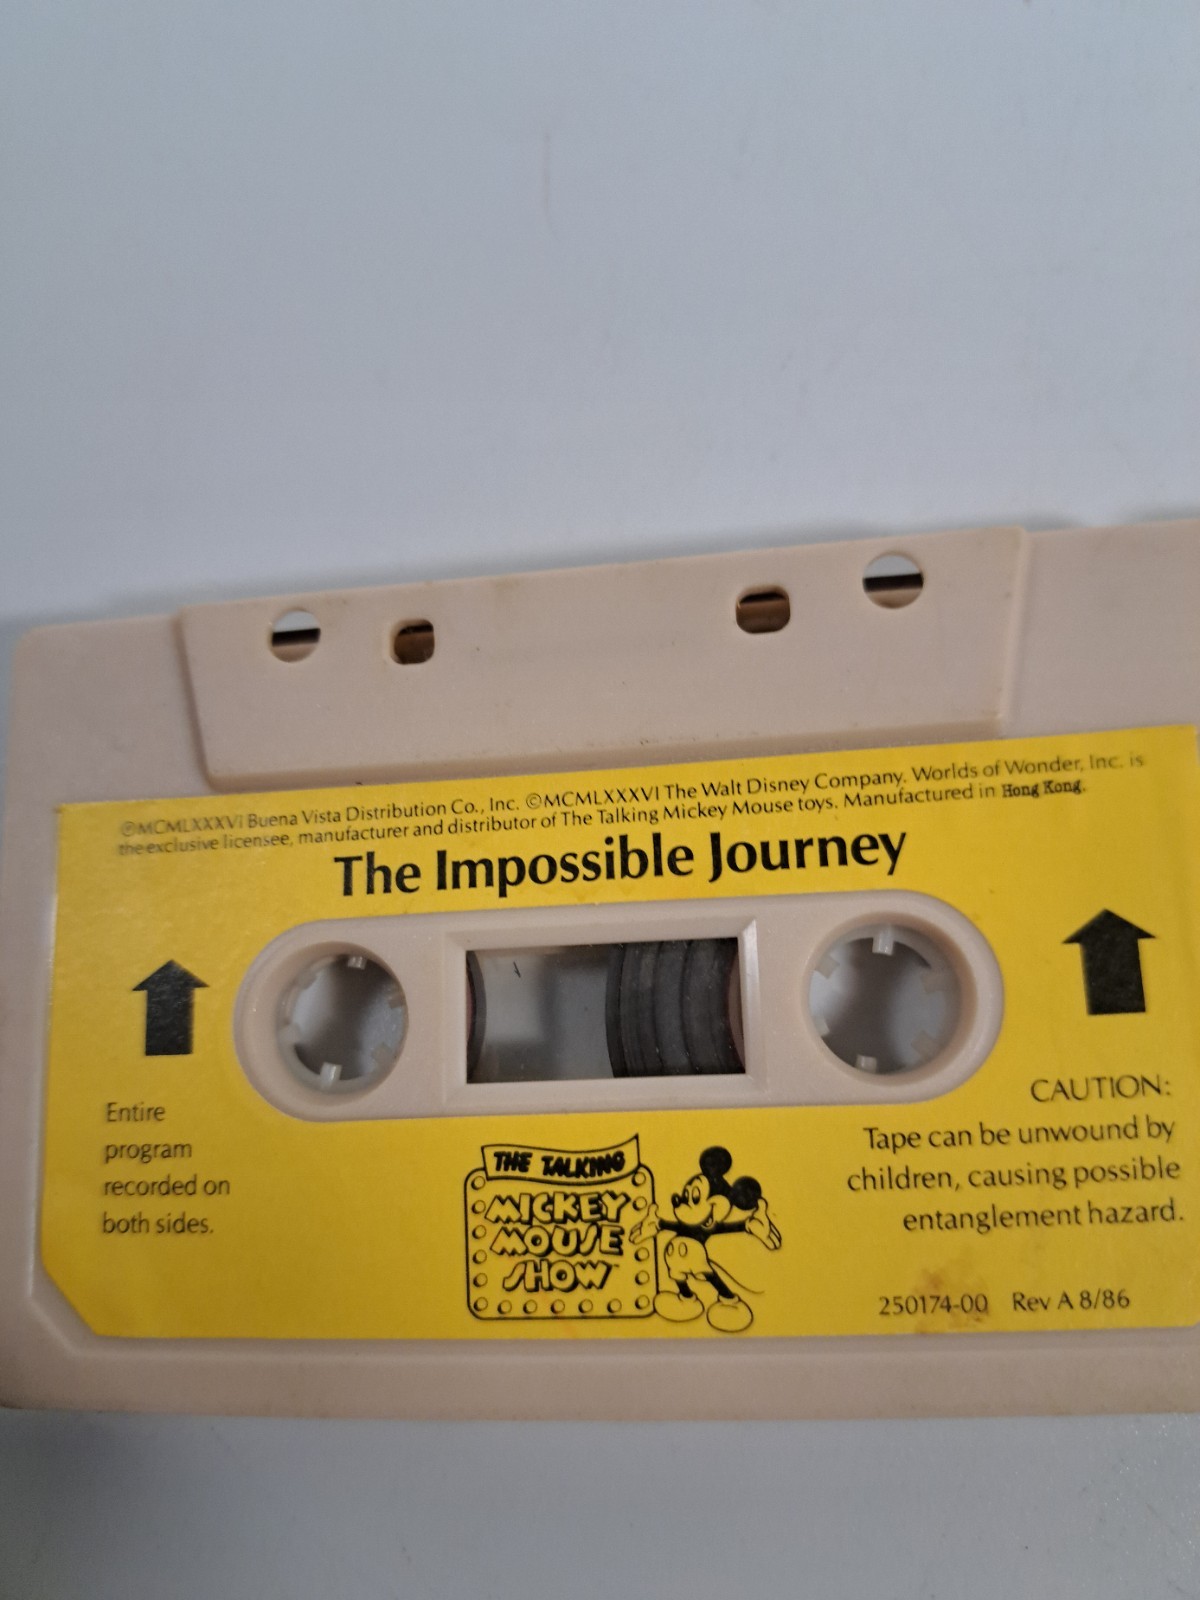 ©MCMLXXXVI Buena Vista Distribution Co., Inc. ©MCMLXXXVI The Walt Disney Company. Worlds of Wonder, Inc. is
the exclusive licensee, manufacturer and distributor of The Talking Mickey Mouse toys. Manufactured in Hong Kong.
The Impossible Journey
Entire
program
recorded on
both sides.
THE TALKING
MICKEY
MOUSE
SHOW™
CAUTION:
Tape can be unwound by
children, causing possible
entanglement hazard.
250174-00 Rev A 8/86